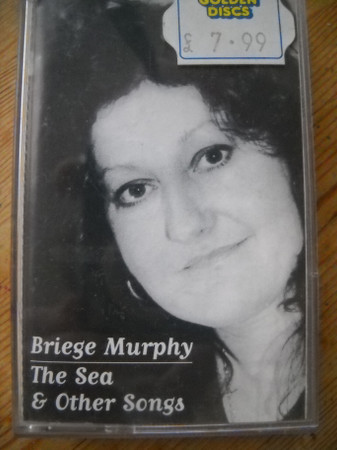 GOLDEN
DISCS
£ 7.99
Briege Murphy
The Sea
& Other Songs